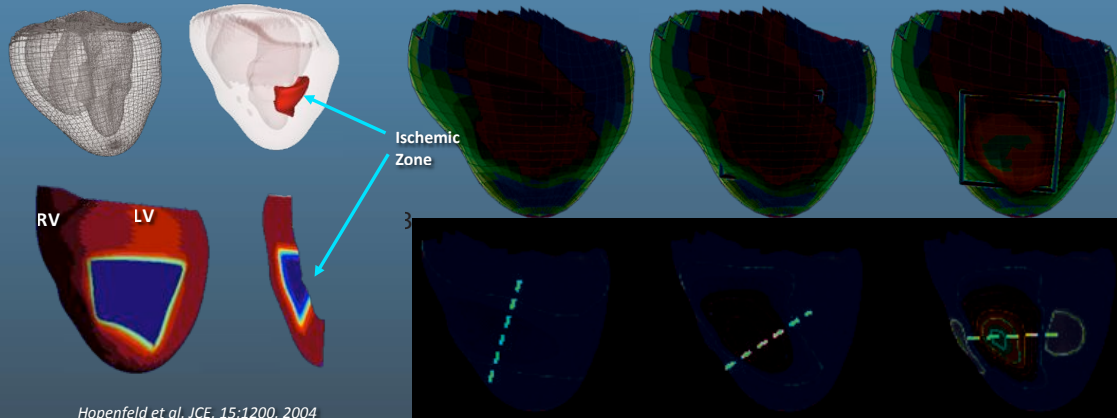 Ischemic
Zone
RV
LV
Hopenfeld et al, JCE, 15:1200, 2004